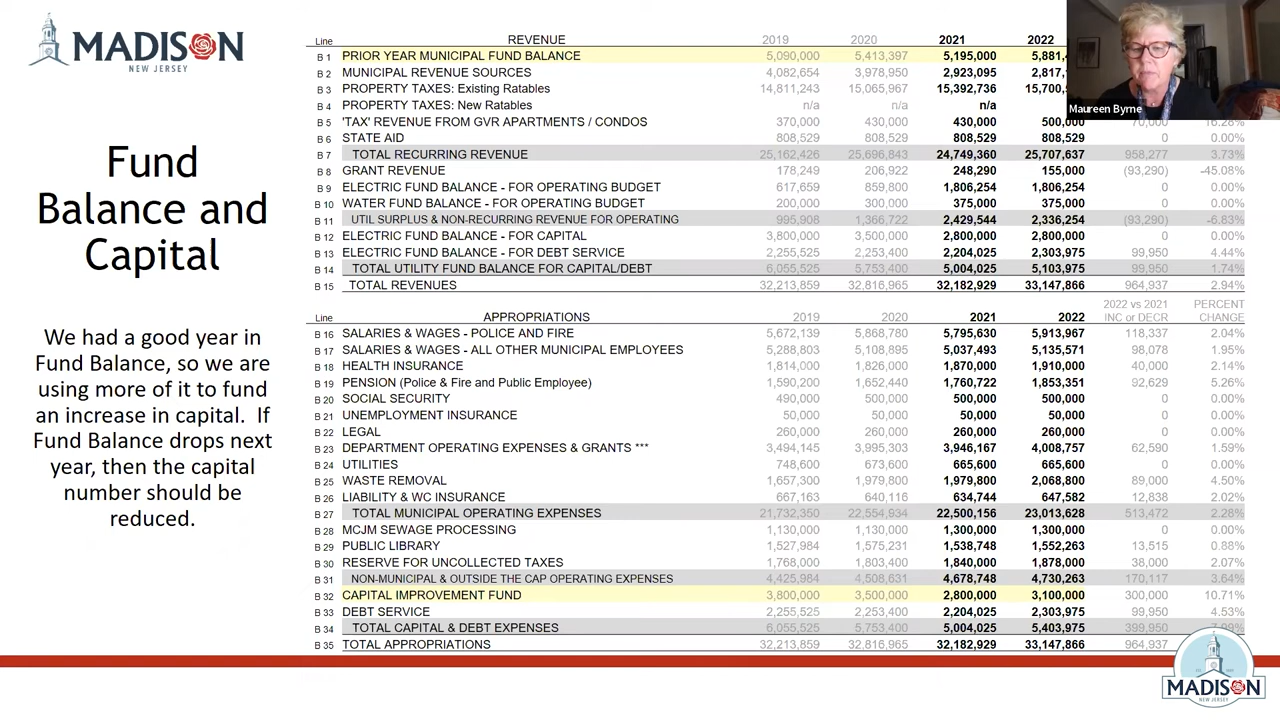 MADISON
NEW JERSEY
Fund
Balance and
Capital
We had a good year in
Fund Balance, so we are
using more of it to fund
an increase in capital. If
Fund Balance drops next
year, then the capital
number should be
reduced.
Line REVENUE 2019 2020 2021 2022
B 1 PRIOR YEAR MUNICIPAL FUND BALANCE 5,090,000 5,413,397 5,195,000
B 2 MUNICIPAL REVENUE SOURCES 4,082,654 3,978,950 2,923,095
B 3 PROPERTY TAXES: Existing Ratables 14,811,243 15,065,967 15,392,736
B 4 PROPERTY TAXES: New Ratables n/a n/a n/a
B 5 'TAX' REVENUE FROM GVR APARTMENTS / CONDOS 370,000 430,000 430,000 500,000 70,000 16.28%
B 6 STATE AID 808,529 808,529 808,529 808,529 0 0.00%
B 7 TOTAL RECURRING REVENUE 25,162,426 25,696,843 24,749,360 25,707,637 958,277 3.73%
B 8 GRANT REVENUE 178,249 206,922 248,290 155,000 (93,290) -45.08%
B 9 ELECTRIC FUND BALANCE - FOR OPERATING BUDGET 617,659 859,800 1,806,254 1,806,254 0 0.00%
B 10 WATER FUND BALANCE - FOR OPERATING BUDGET 200,000 300,000 375,000 375,000 0 0.00%
B 11 UTIL SURPLUS & NON-RECURRING REVENUE FOR OPERATING 995,908 1,366,722 2,429,544 2,336,254 (93,290) -6.83%
B 12 ELECTRIC FUND BALANCE - FOR CAPITAL 3,800,000 3,500,000 2,800,000 2,800,000 0 0.00%
B 13 ELECTRIC FUND BALANCE - FOR DEBT SERVICE 2,255,525 2,253,400 2,204,025 2,303,975 99,950 4.44%
B 14 TOTAL UTILITY FUND BALANCE FOR CAPITAL/DEBT 6,055,525 5,753,400 5,004,025 5,103,975 99,950 1.74%
B 15 TOTAL REVENUES 32,213,859 32,816,965 32,182,929 33,147,866 964,937 2.94%
2022 vs 2021 PERCENT
Line APPROPRIATIONS 2019 2020 2021 2022 INC or DECR CHANGE
B 16 SALARIES & WAGES - POLICE AND FIRE 5,672,139 5,868,780 5,795,630 5,913,967 118,337 2.04%
B 17 SALARIES & WAGES - ALL OTHER MUNICIPAL EMPLOYEES 5,288,803 5,108,895 5,037,493 5,135,571 98,078 1.95%
B 18 HEALTH INSURANCE 1,814,000 1,826,000 1,870,000 1,910,000 40,000 2.14%
B 19 PENSION (Police & Fire and Public Employee) 1,590,200 1,652,440 1,760,722 1,853,351 92,629 5.26%
B 20 SOCIAL SECURITY 490,000 500,000 500,000 500,000 0 0.00%
B 21 UNEMPLOYMENT INSURANCE 50,000 50,000 50,000 50,000 0 0.00%
B 22 LEGAL 260,000 260,000 260,000 260,000 0 0.00%
B 23 DEPARTMENT OPERATING EXPENSES & GRANTS *** 3,494,145 3,995,303 3,946,167 4,008,757 62,590 1.59%
B 24 UTILITIES 748,600 673,600 665,600 665,600 0 0.00%
B 25 WASTE REMOVAL 1,657,300 1,979,800 1,979,800 2,068,800 89,000 4.50%
B 26 LIABILITY & WC INSURANCE 667,163 640,116 634,744 647,582 12,838 2.02%
B 27 TOTAL MUNICIPAL OPERATING EXPENSES 21,732,350 22,554,934 22,500,156 23,013,628 513,472 2.28%
B 28 MCJM SEWAGE PROCESSING 1,130,000 1,130,000 1,300,000 1,300,000 0 0.00%
B 29 PUBLIC LIBRARY 1,527,984 1,575,231 1,538,748 1,552,263 13,515 0.88%
B 30 RESERVE FOR UNCOLLECTED TAXES 1,768,000 1,803,400 1,840,000 1,878,000 38,000 2.07%
B 31 NON-MUNICIPAL & OUTSIDE THE CAP OPERATING EXPENSES 4,425,984 4,508,631 4,678,748 4,730,263 170,117 3.64%
B 32 CAPITAL IMPROVEMENT FUND 3,800,000 3,500,000 2,800,000 3,100,000 300,000 10.71%
B 33 DEBT SERVICE 2,255,525 2,253,400 2,204,025 2,303,975 99,950 4.53%
B 34 TOTAL CAPITAL & DEBT EXPENSES 6,055,525 5,753,400 5,004,025 5,403,975 399,950
B 35 TOTAL APPROPRIATIONS 32,213,859 32,816,965 32,182,929 33,147,866 964,937
Maureen Byrne
MADISON
NEW JERSEY